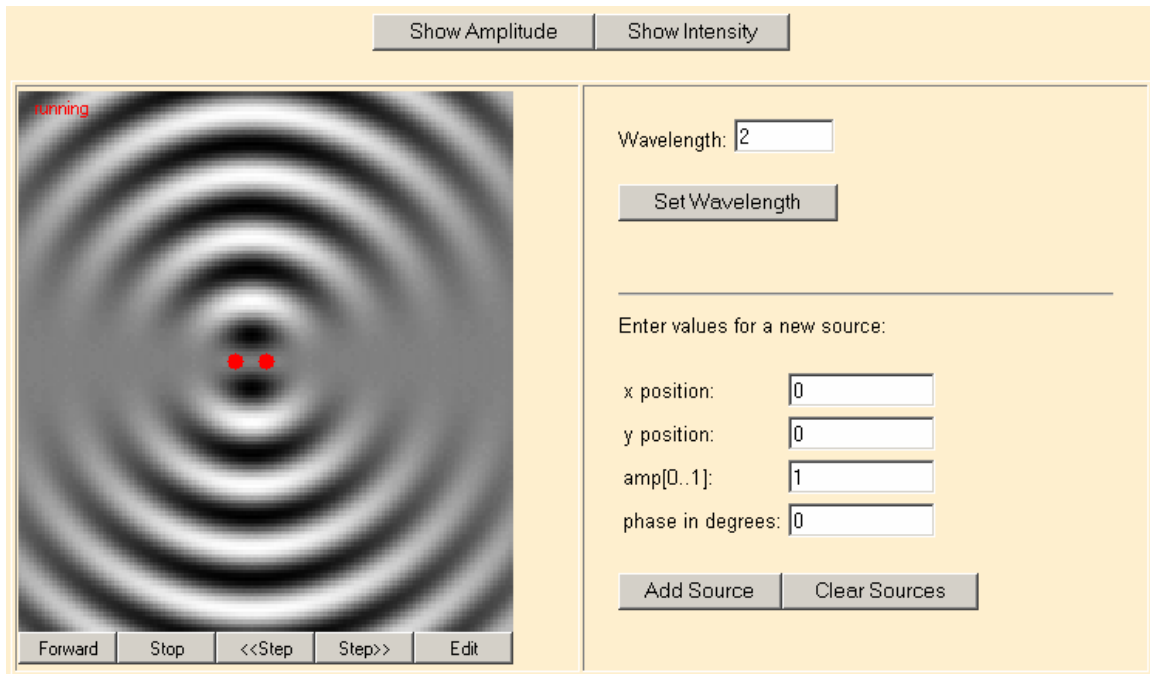 Show Amplitude Show Intensity
running
Wavelength: 2
Set Wavelength
Enter values for a new source:
x position: 0
y position: 0
amp[0..1]: 1
phase in degrees: 0
Add Source Clear Sources
Forward Stop <<Step Step>> Edit